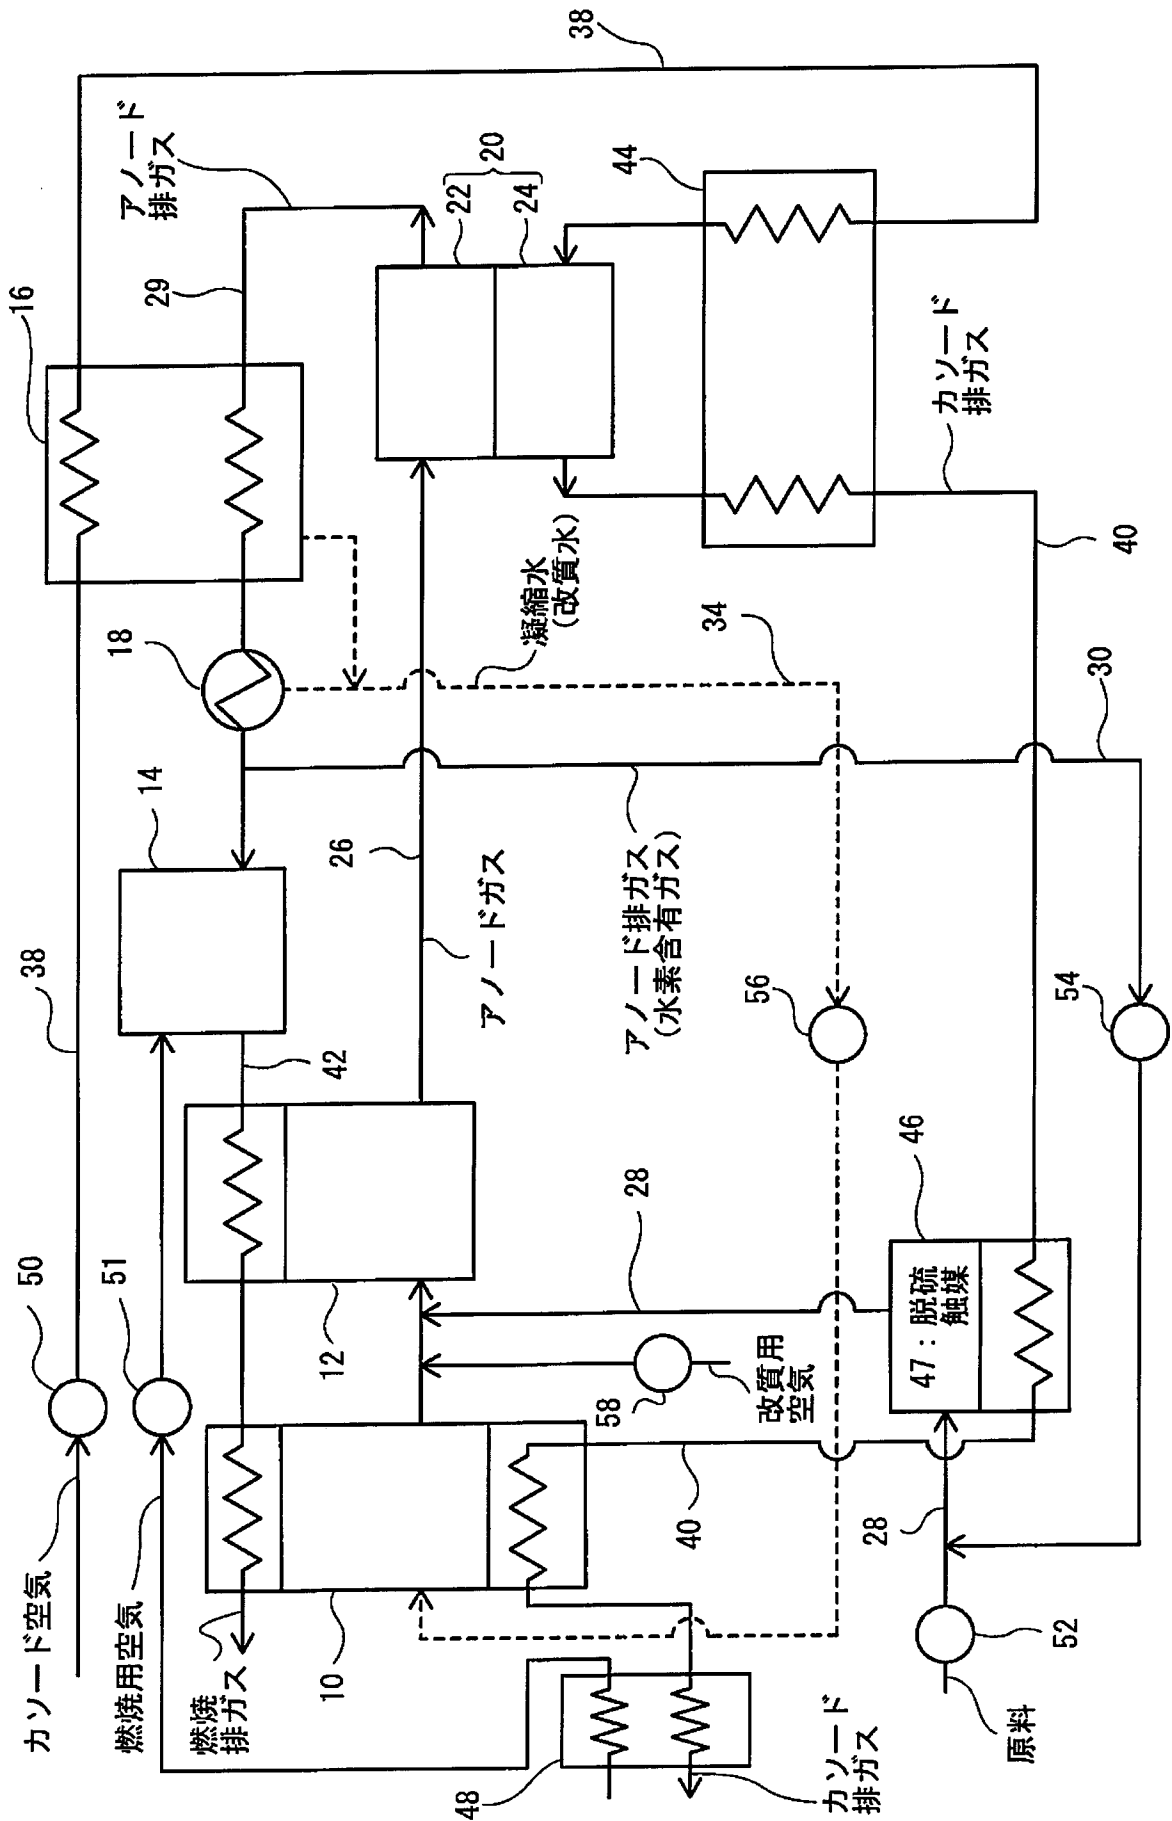 カソード空気
50
38
16
燃焼用空気
51
14
18
29
アノード
排ガス
燃焼
排ガス
10
12
42
26
48
アノードガス
22
24
20
凝縮水
(改質水)
38
58
28
アノード排ガス
(水素含有ガス)
44
40
改質用
空気
56
34
カソード
排ガス
28
47：脱硫
触媒
46
カソード
排ガス
原料
52
54
30
40